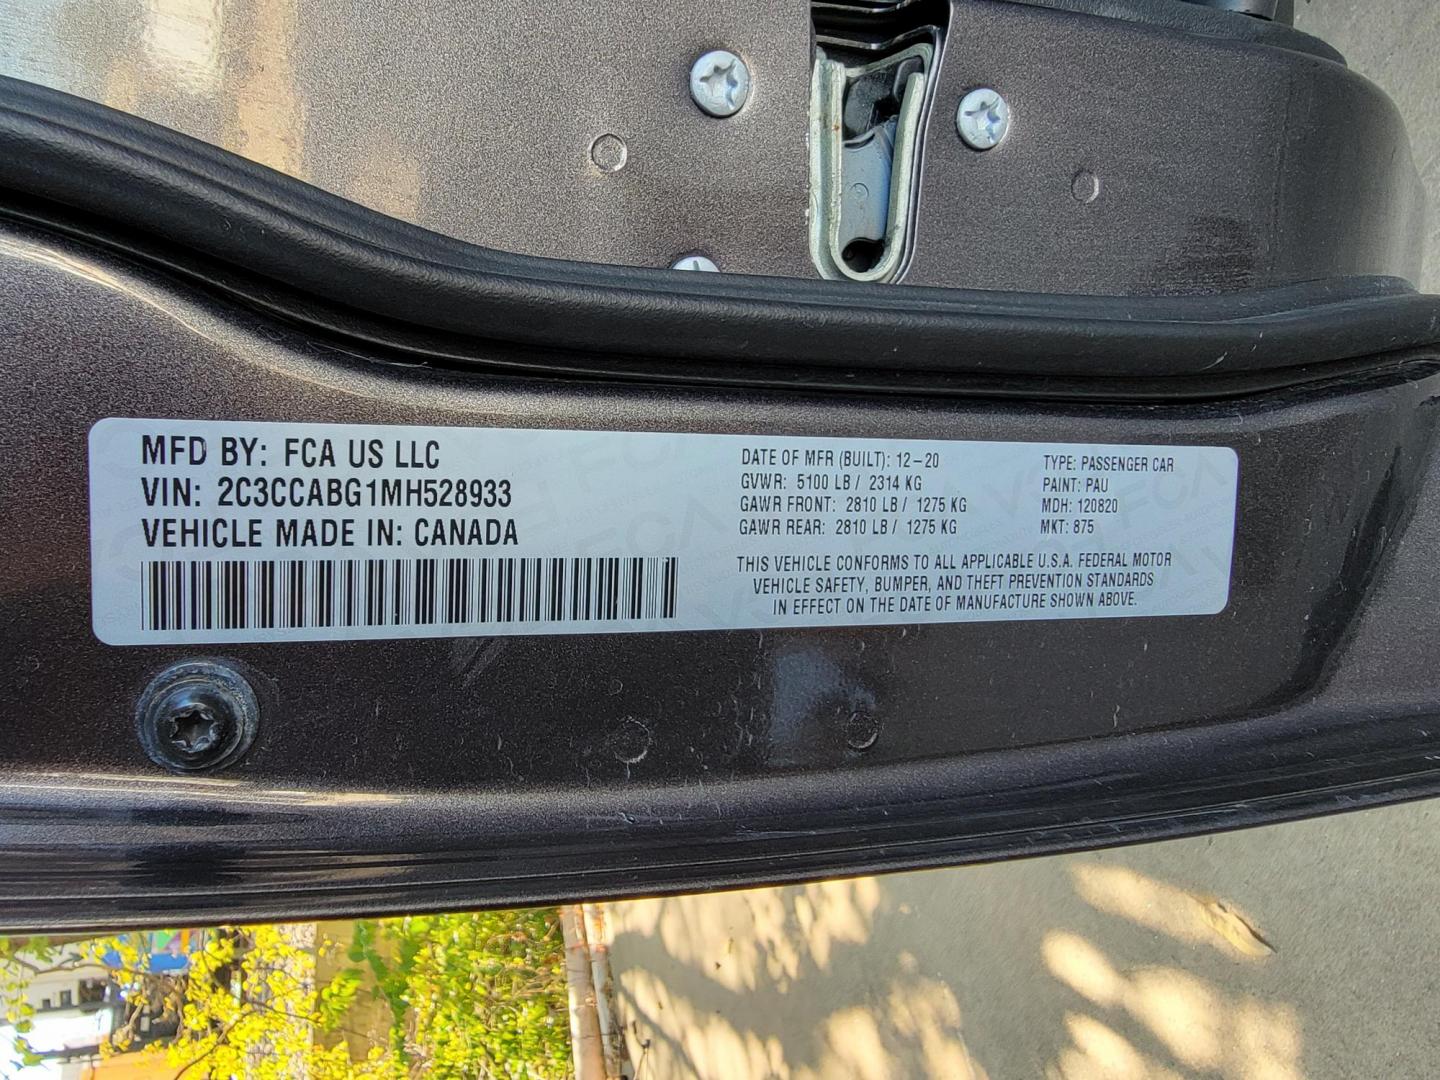 MFD BY: FCA US LLC
VIN: 2C3CCABG1MH528933
VEHICLE MADE IN: CANADA
DATE OF MFR (BUILT): 12-20
GVWR: 5100 LB / 2314 KG
GAWR FRONT: 2810 LB / 1275 KG
GAWR REAR: 2810 LB / 1275 KG
TYPE: PASSENGER CAR
PAINT: PAU
MDH: 120820
MKT: 875
THIS VEHICLE CONFORMS TO ALL APPLICABLE U.S.A. FEDERAL MOTOR
VEHICLE SAFETY, BUMPER, AND THEFT PREVENTION STANDARDS
IN EFFECT ON THE DATE OF MANUFACTURE SHOWN ABOVE.